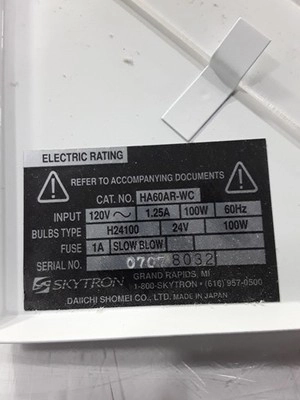 ELECTRIC RATING
REFER TO ACCOMPANYING DOCUMENTS
CAT. NO. HA60AR-WC
INPUT 120V 1.25A 100W 60Hz
BULBS TYPE H24100 24V 100W
FUSE 1A SLOW BLOW
SERIAL NO. 0707 8032
SKYTRON GRAND RAPIDS, MI
1-800-SKYTRON • (616) 957-0500
DAIICHI SHOMEI CO., LTD. MADE IN JAPAN